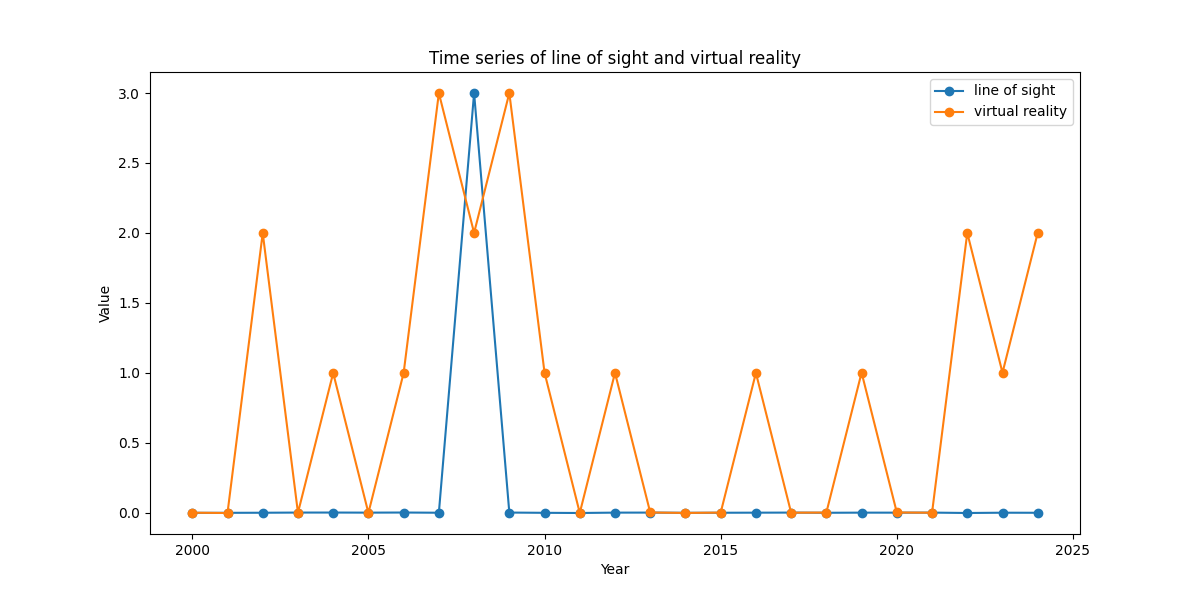 Time series of line of sight and virtual reality
line of sight
virtual reality
3.0
2.5
2.0
1.5
1.0
0.5
0.0
Value
2000
2005
2010
2015
2020
2025
Year